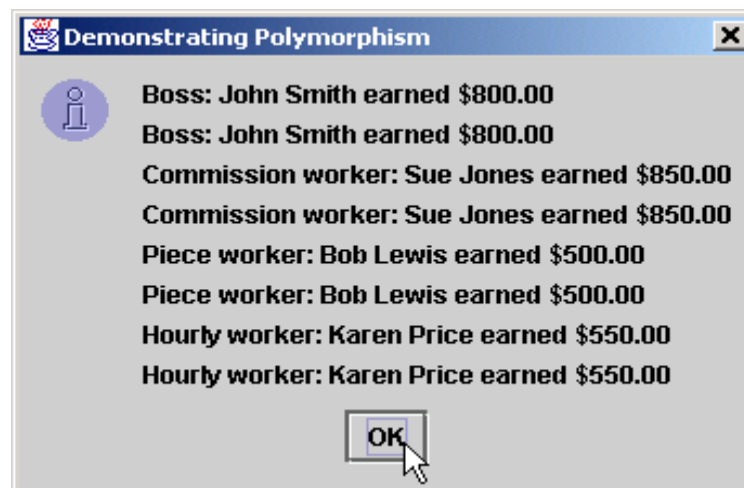 Demonstrating Polymorphism
Boss: John Smith earned $800.00
Boss: John Smith earned $800.00
Commission worker: Sue Jones earned $850.00
Commission worker: Sue Jones earned $850.00
Piece worker: Bob Lewis earned $500.00
Piece worker: Bob Lewis earned $500.00
Hourly worker: Karen Price earned $550.00
Hourly worker: Karen Price earned $550.00
OK